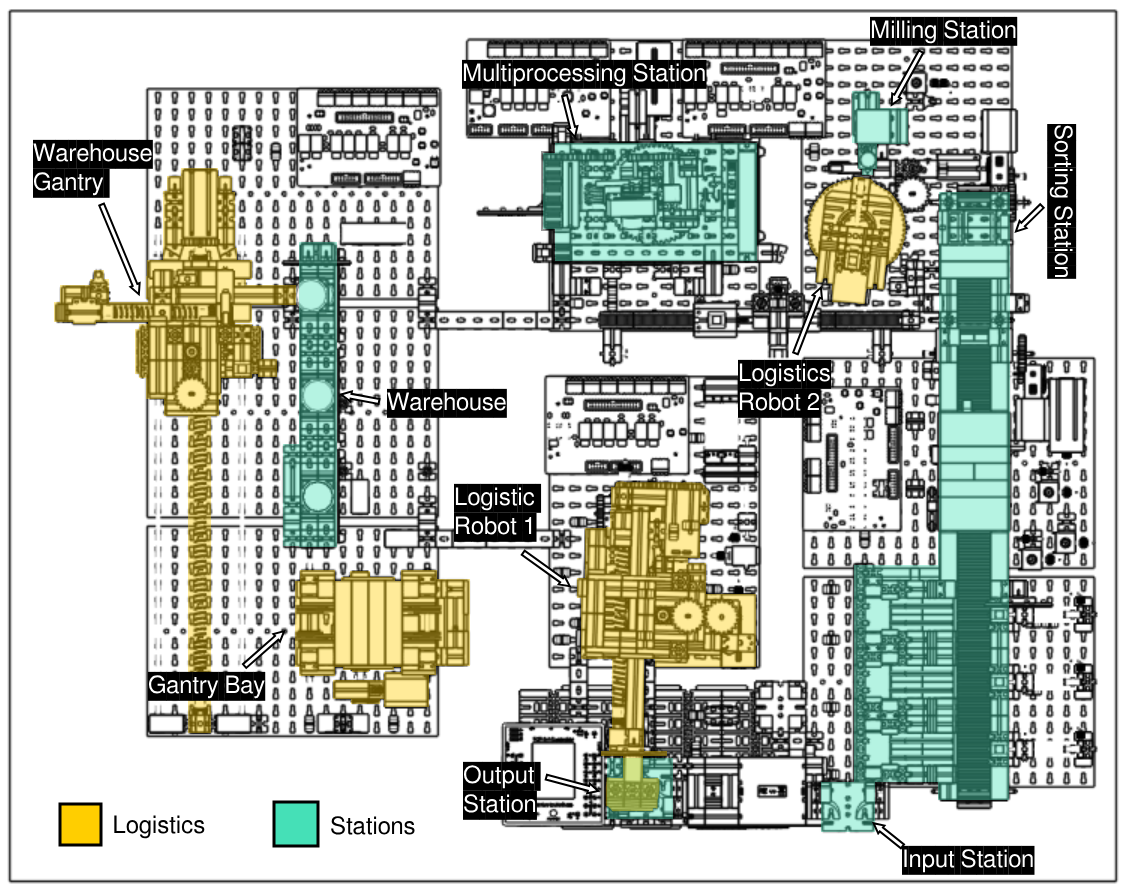 Milling Station
Multiprocessing Station
Warehouse
Gantry
Sorting Station
Logistics
Robot 2
Warehouse
Logistic
Robot 1
Gantry Bay
Output
Station
Input Station
Logistics
Stations